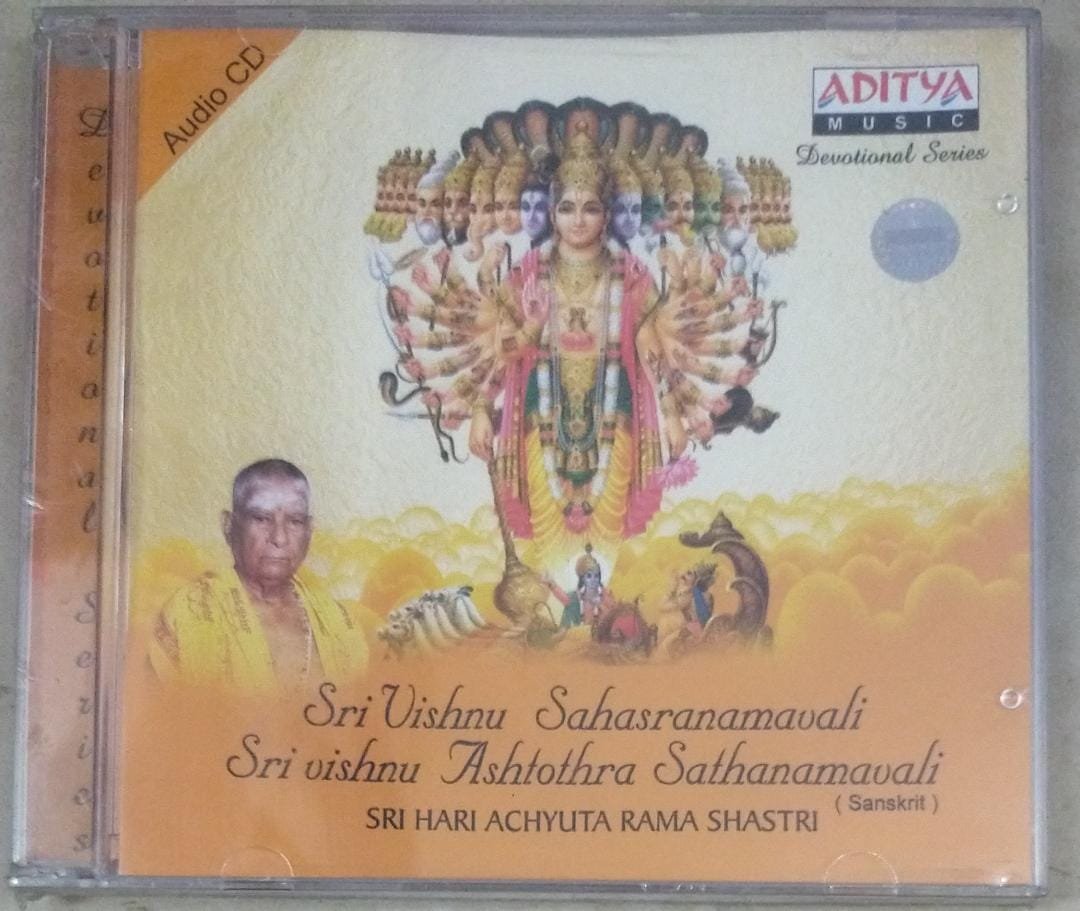 Devotional Series
Audio CD
ADITYA
MUSIC
Devotional Series
Sri Vishnu Sahasranamavali
Sri vishnu Ashtothra Sathanamavali
( Sanskrit )
SRI HARI ACHYUTA RAMA SHASTRI